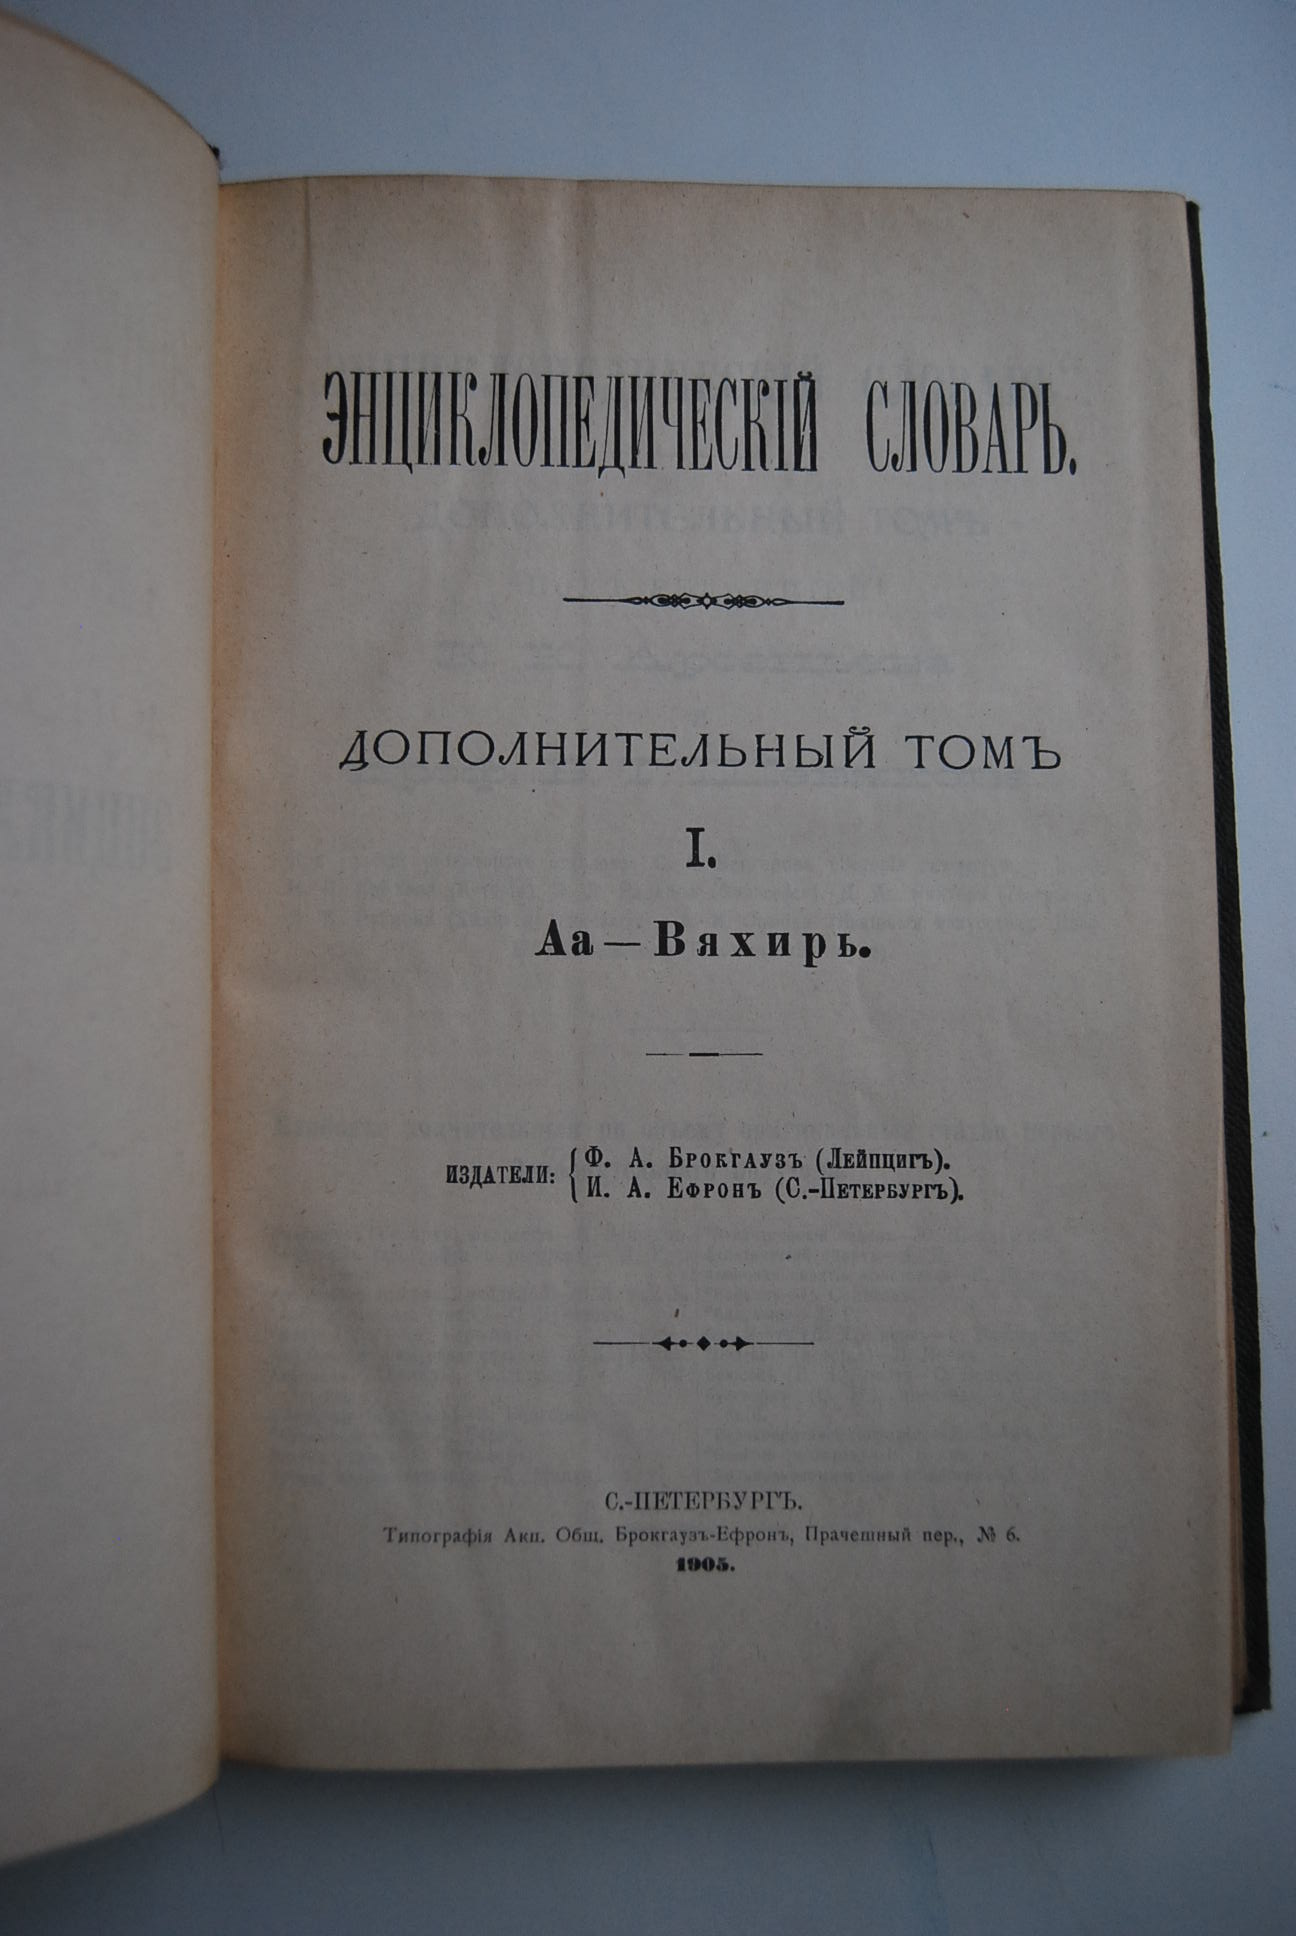 ЭНЦИКЛОПЕДИЧЕСКІЙ СЛОВАРЬ.
ДОПОЛНИТЕЛЬНЫЙ ТОМЪ
I.
Аа — Вяхирь.
ИЗДАТЕЛИ: Ф. А. Брокгаузъ (Лейпцигъ).
И. А. Ефронъ (С.-Петербургъ).
С.-ПЕТЕРБУРГЪ.
Типографія Акц. Общ. Брокгаузъ-Ефронъ, Прачешный пер., № 6.
1905.